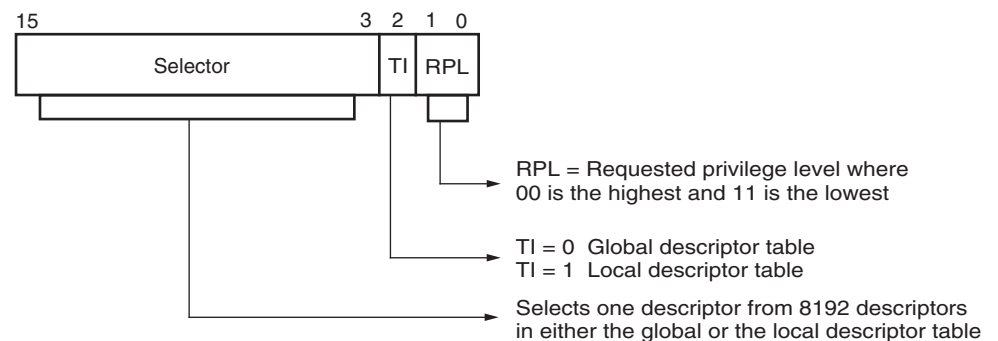 15 3 2 1 0
Selector TI RPL
RPL = Requested privilege level where
00 is the highest and 11 is the lowest
TI = 0 Global descriptor table
TI = 1 Local descriptor table
Selects one descriptor from 8192 descriptors
in either the global or the local descriptor table